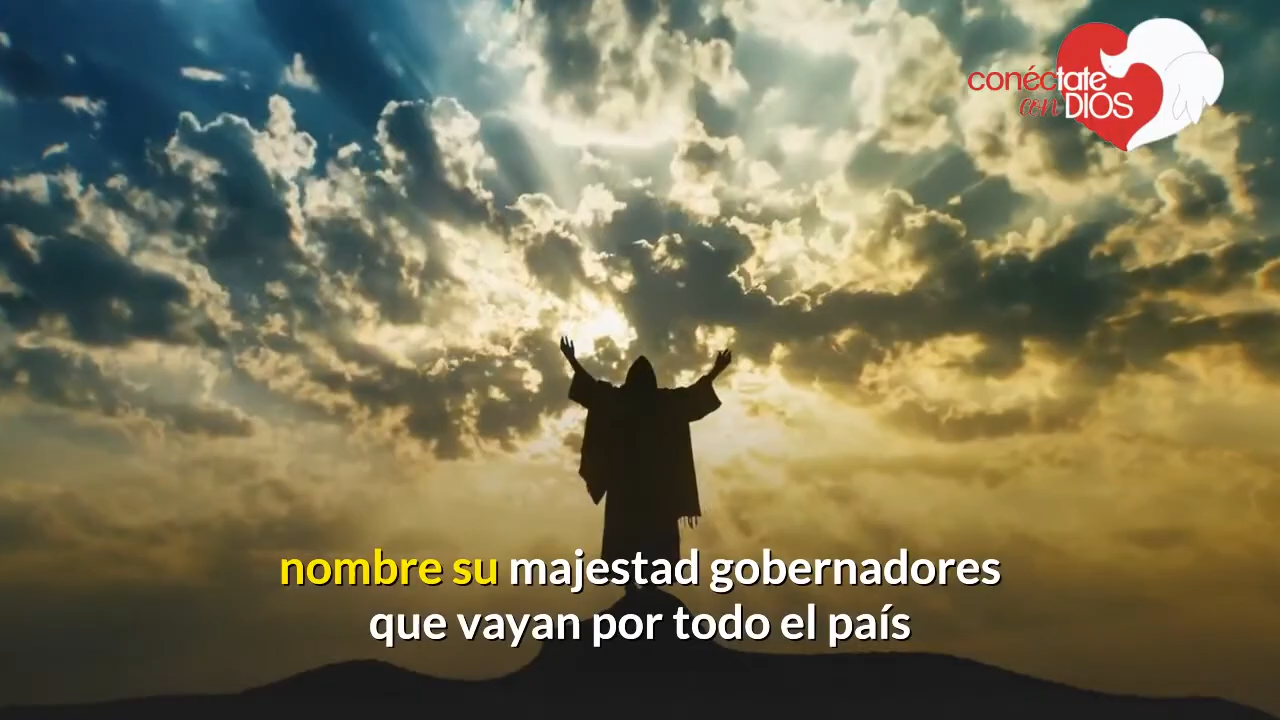 conéctate
con DIOS
nombre su majestad gobernadores
que vayan por todo el país